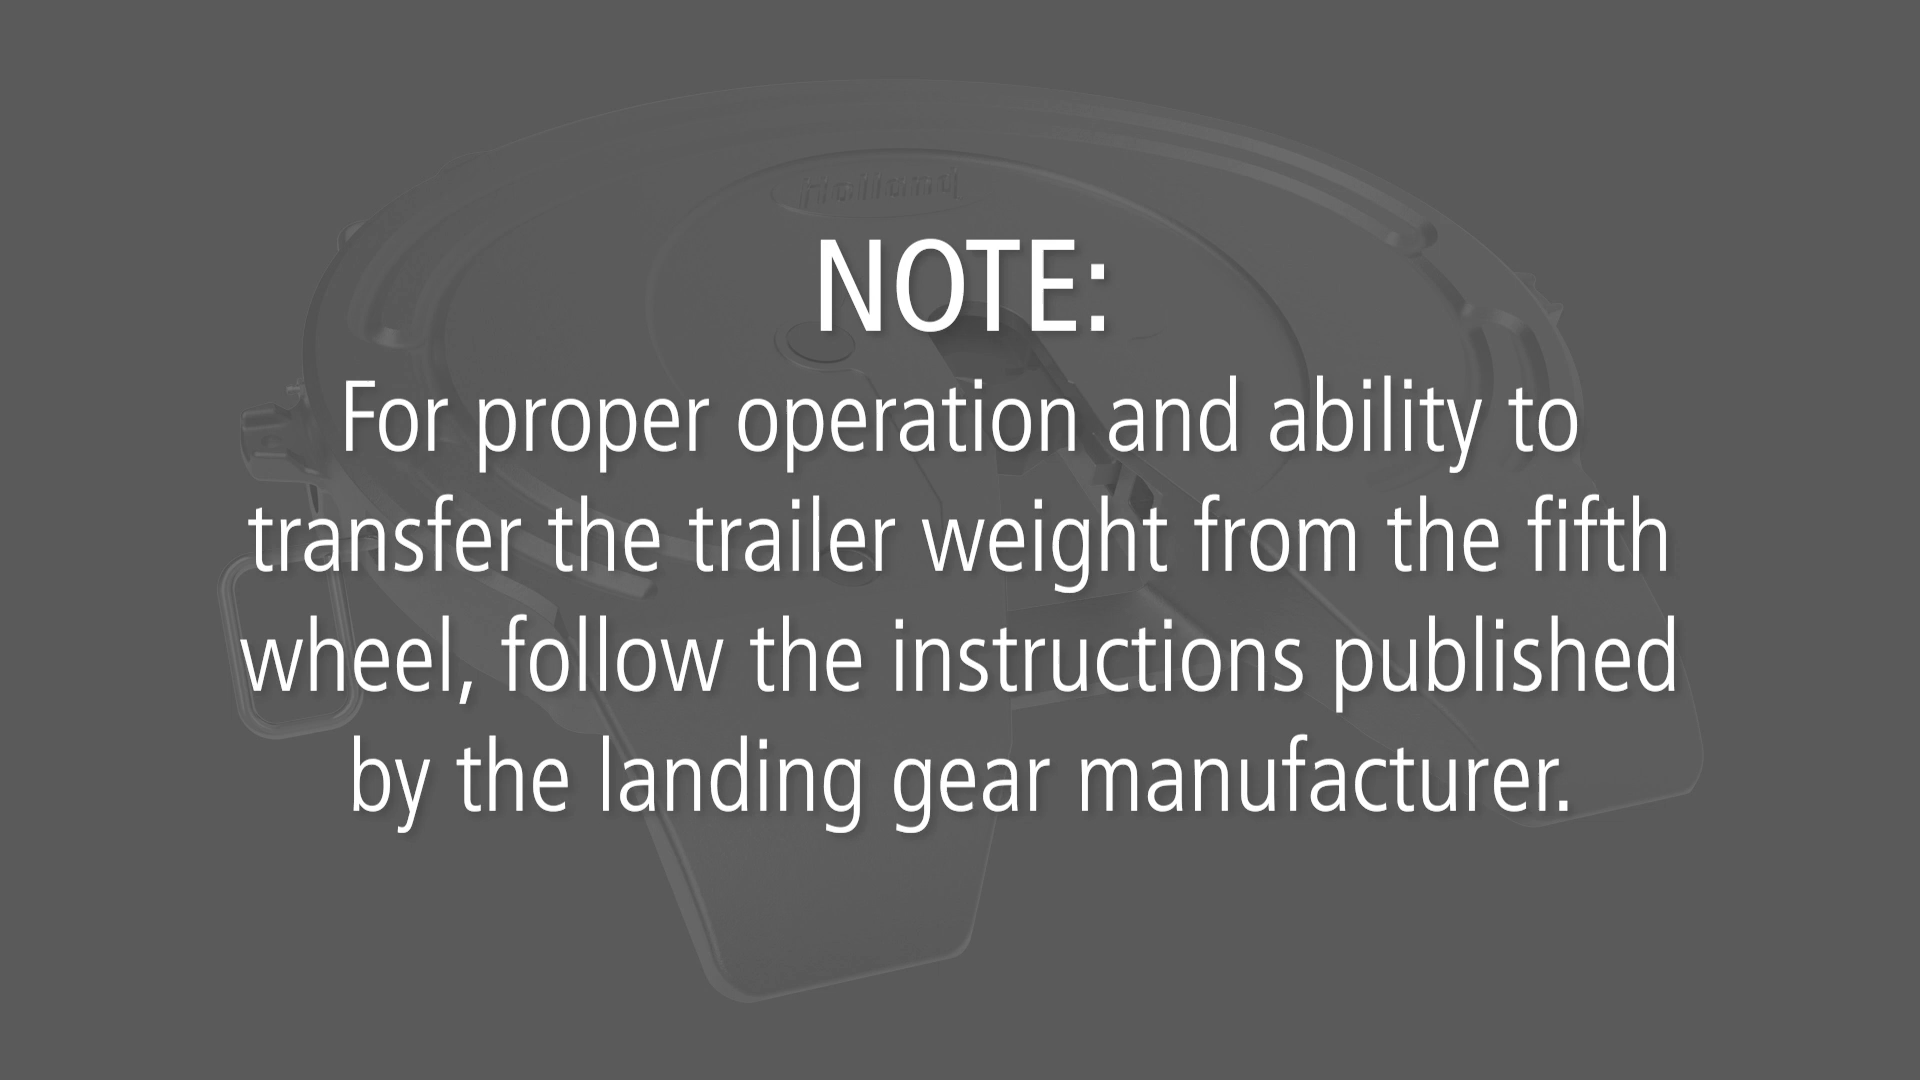 Holland
NOTE:
For proper operation and ability to
transfer the trailer weight from the fifth
wheel, follow the instructions published
by the landing gear manufacturer.